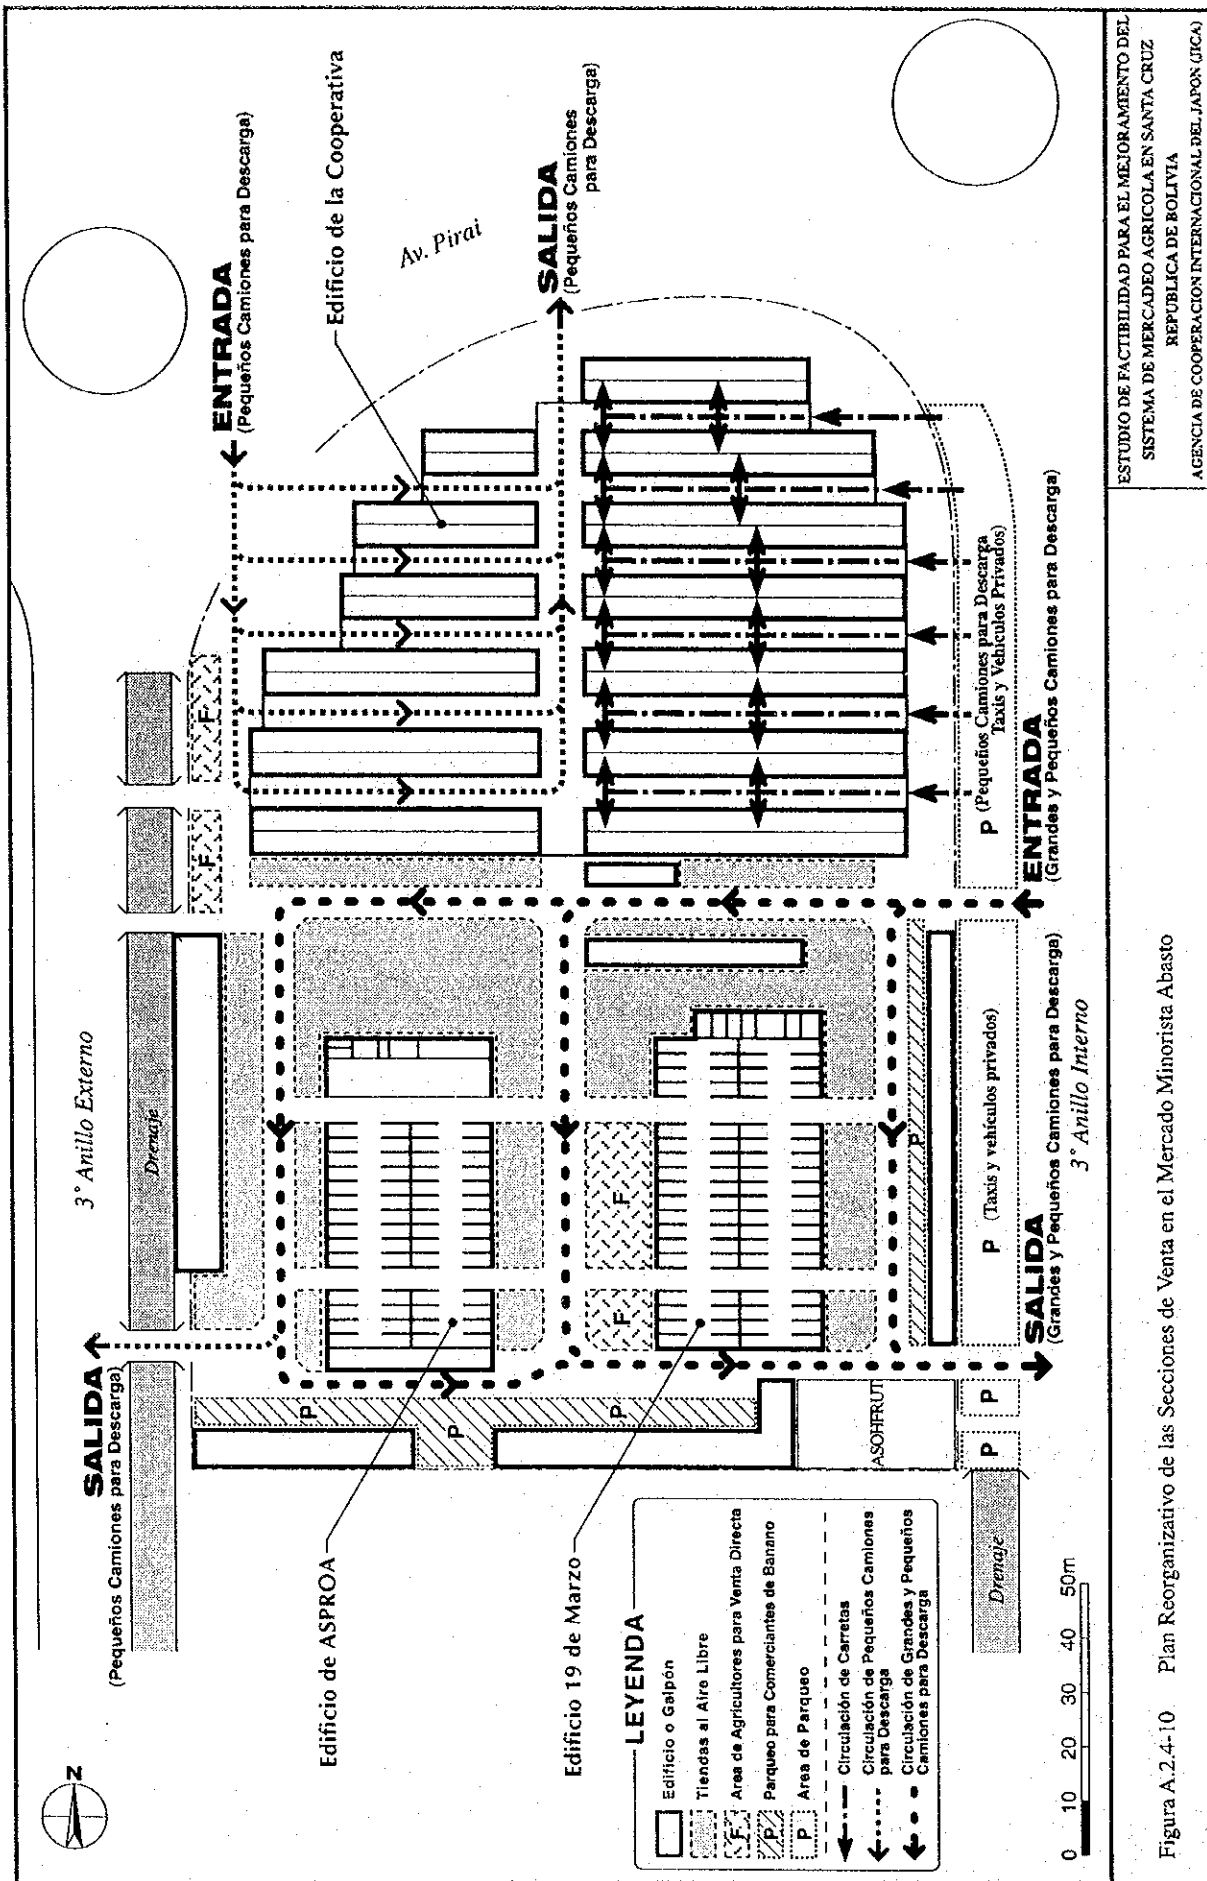 3° Anillo Externo
Drenaje
SALIDA
(Pequeños Camiones para Descarga)
ENTRADA
(Pequeños Camiones para Descarga)
Edificio de la Cooperativa
Av. Pirai
SALIDA
(Pequeños Camiones
para Descarga)
F
F
P
P
P
F
F
P
Edificio de ASPROA
Edificio 19 de Marzo
ASOHFRUT
P
P
Drenaje
P (Taxis y vehículos privados)
P (Pequeños Camiones para Descarga
Taxis y Vehículos Privados)
SALIDA
(Grandes y Pequeños Camiones para Descarga)
ENTRADA
(Grandes y Pequeños Camiones para Descarga)
3° Anillo Interno
Z
LEYENDA
Edificio o Galpón
Tiendas al Aire Libre
F Area de Agricultores para Venta Directa
P Parqueo para Comerciantes de Banano
P Area de Parqueo
Circulación de Carretas
Circulación de Pequeños Camiones
para Descarga
Circulación de Grandes y Pequeños
Camiones para Descarga
0 10 20 30 40 50m
Figura A.2.4-10 Plan Reorganizativo de las Secciones de Venta en el Mercado Minorista Abasto
ESTUDIO DE FACTIBILIDAD PARA EL MEJORAMIENTO DEL
SISTEMA DE MERCADEO AGRICOLA EN SANTA CRUZ
REPUBLICA DE BOLIVIA
AGENCIA DE COOPERACION INTERNACIONAL DEL JAPON (JICA)